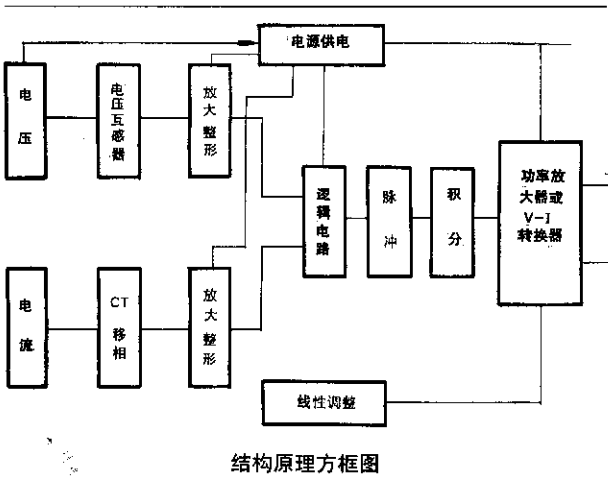 电源供电
电压
电压互感器
放大整形
逻辑电路
脉冲
积分
功率放
大器或
V-I
转换器
电流
CT
移相
放大整形
线性调整
结构原理方框图